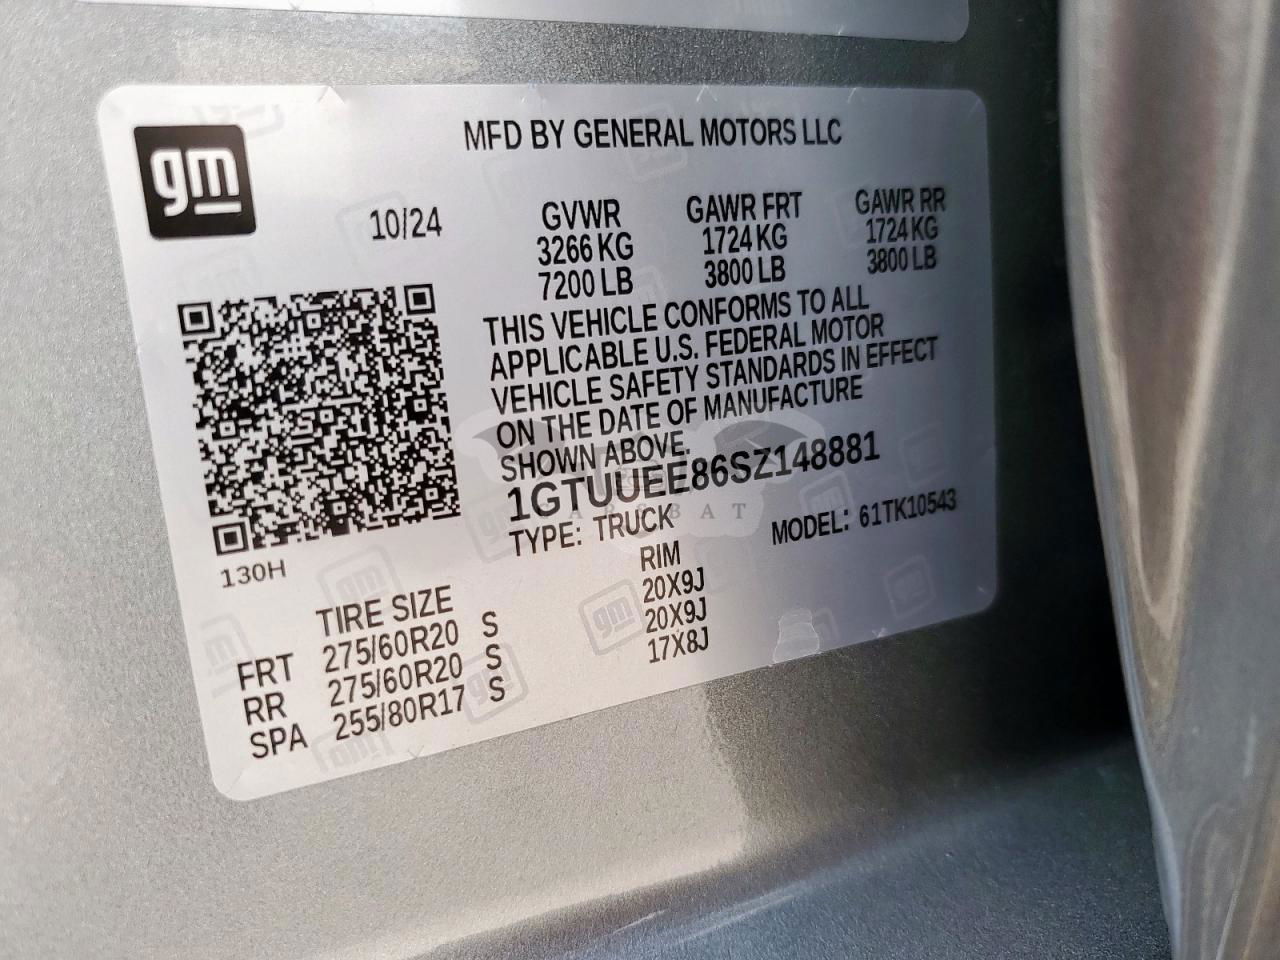 gm
MFD BY GENERAL MOTORS LLC
10/24
GVWR GAWR FRT GAWR RR
3266 KG 1724 KG 1724 KG
7200 LB 3800 LB 3800 LB
THIS VEHICLE CONFORMS TO ALL
APPLICABLE U.S. FEDERAL MOTOR
VEHICLE SAFETY STANDARDS IN EFFECT
ON THE DATE OF MANUFACTURE
SHOWN ABOVE.
1GTUUEE86SZ148881
TYPE: TRUCK MODEL: 61TK10543
130H
TIRE SIZE RIM
FRT 275/60R20 S 20X9J
RR 275/60R20 S 20X9J
SPA 255/80R17 S 17X8J